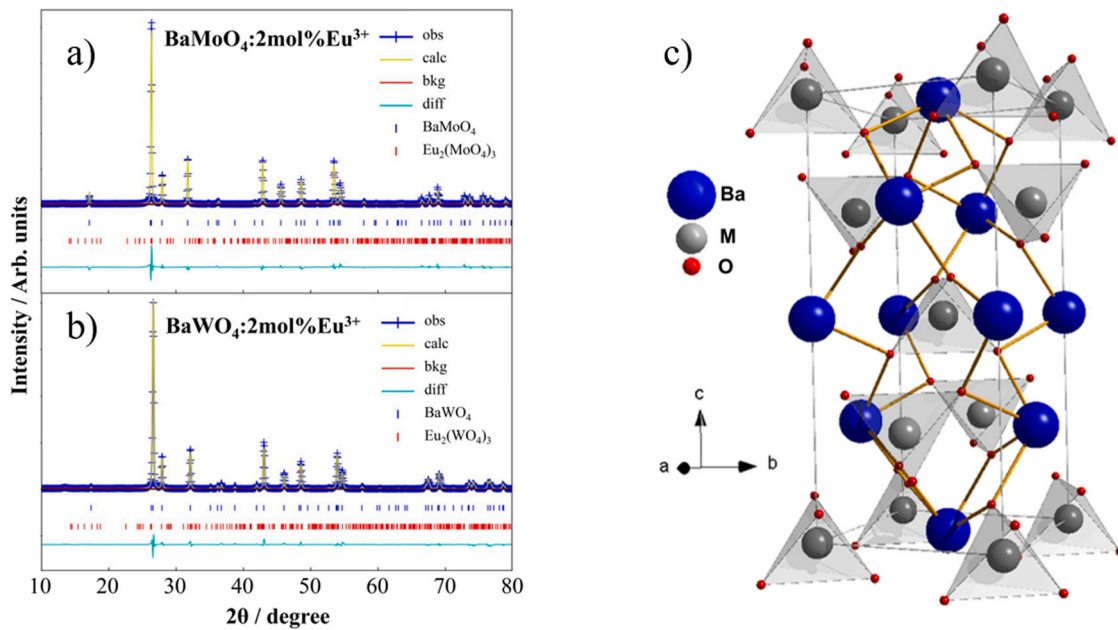 a)
BaMoO₄:2mol%Eu³⁺
obs
calc
bkg
diff
BaMoO₄
Eu₂(MoO₄)₃
b)
BaWO₄:2mol%Eu³⁺
obs
calc
bkg
diff
BaWO₄
Eu₂(WO₄)₃
Intensity / Arb. units
10 20 30 40 50 60 70 80
2θ / degree
c)
Ba
M
O
c
a
b